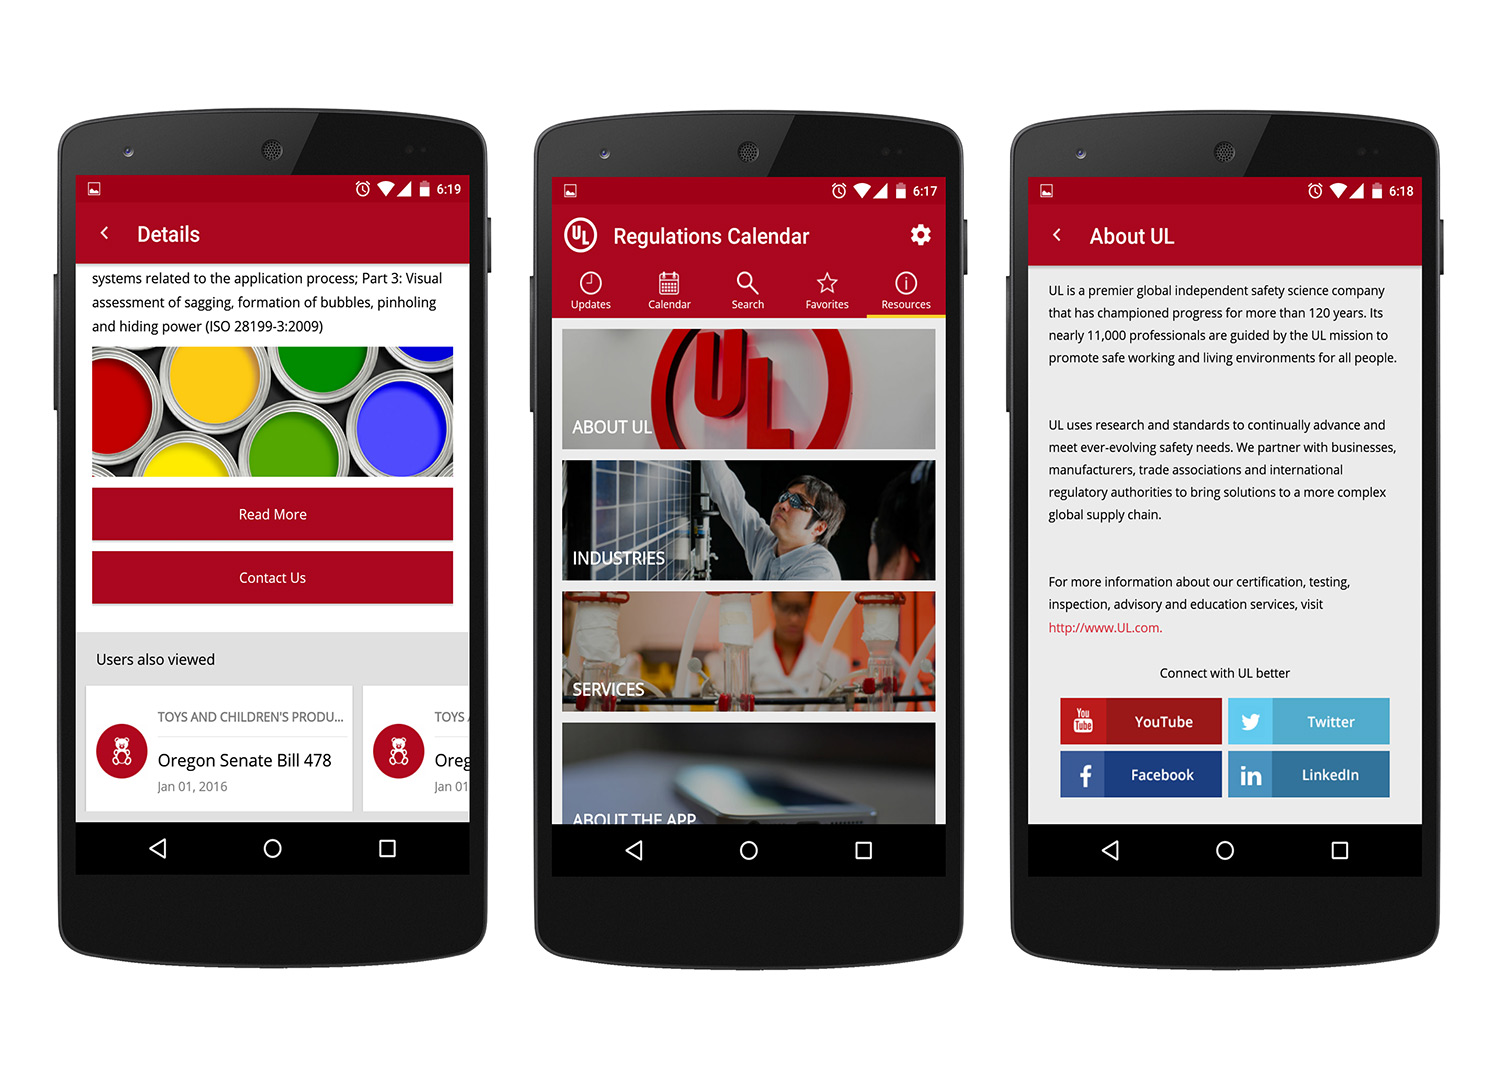 6:19
Details
systems related to the application process; Part 3: Visual
assessment of sagging, formation of bubbles, pinholing
and hiding power (ISO 28199-3:2009)
Read More
Contact Us
Users also viewed
TOYS AND CHILDREN'S PRODU...
Oregon Senate Bill 478
Jan 01, 2016
TOYS
Oreg
Jan 01
6:17
UL
Regulations Calendar
Updates
Calendar
Search
Favorites
Resources
UL
ABOUT UL
INDUSTRIES
SERVICES
ABOUT THE APP
6:18
About UL
UL is a premier global independent safety science company
that has championed progress for more than 120 years. Its
nearly 11,000 professionals are guided by the UL mission to
promote safe working and living environments for all people.
UL uses research and standards to continually advance and
meet ever-evolving safety needs. We partner with businesses,
manufacturers, trade associations and international
regulatory authorities to bring solutions to a more complex
global supply chain.
For more information about our certification, testing,
inspection, advisory and education services, visit
http://www.UL.com.
Connect with UL better
You
Tube
YouTube
Twitter
f
Facebook
in
LinkedIn